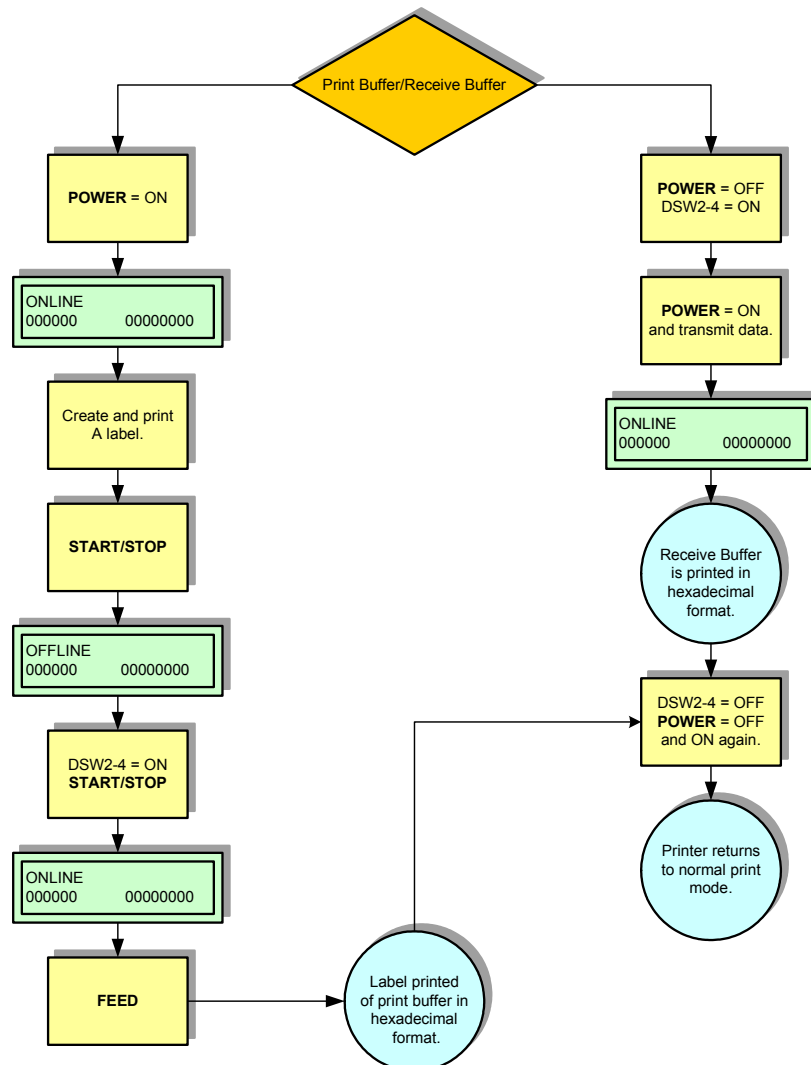 Print Buffer/Receive Buffer
POWER = ON
ONLINE
000000 00000000
Create and print
A label.
START/STOP
OFFLINE
000000 00000000
DSW2-4 = ON
START/STOP
ONLINE
000000 00000000
FEED
Label printed
of print buffer in
hexadecimal
format.
POWER = OFF
DSW2-4 = ON
POWER = ON
and transmit data.
ONLINE
000000 00000000
Receive Buffer
is printed in
hexadecimal
format.
DSW2-4 = OFF
POWER = OFF
and ON again.
Printer returns
to normal print
mode.